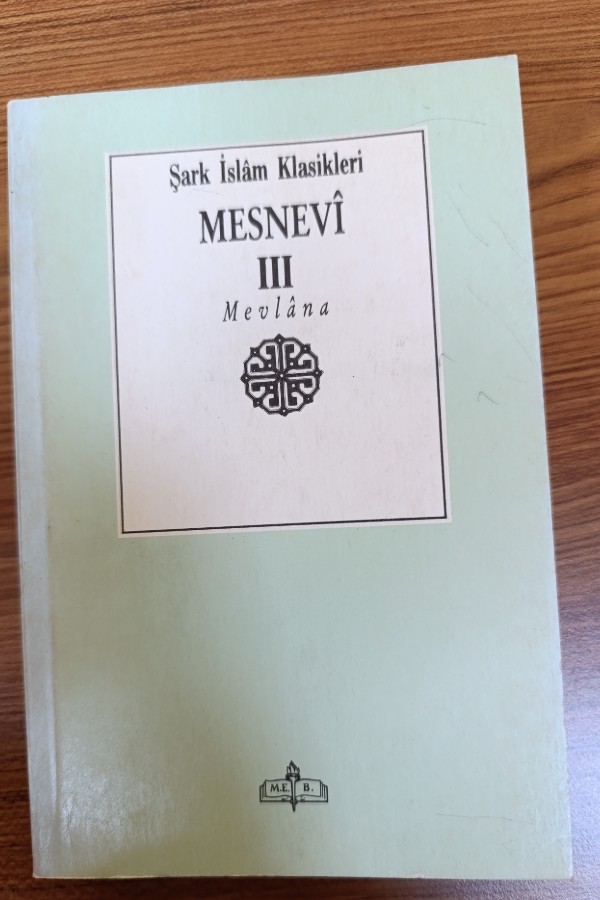 Şark İslâm Klasikleri
MESNEVÎ
III
Mevlâna
M.E. B.